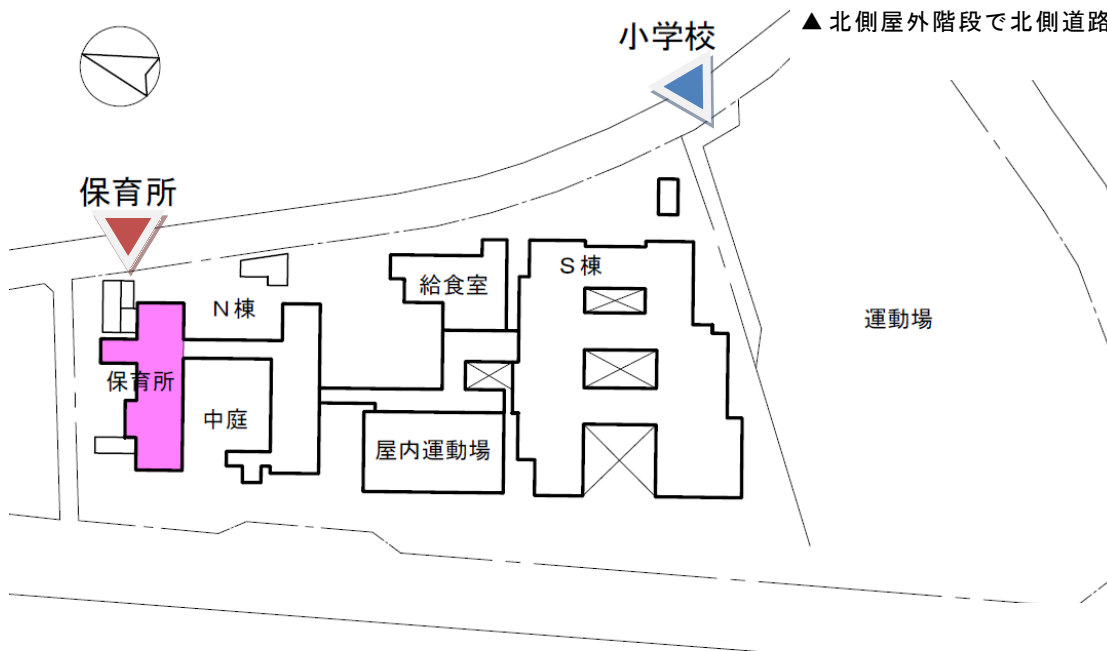 ▲ 北側屋外階段で北側道路
小学校
保育所
S棟
給食室
N棟
運動場
保育所
中庭
屋内運動場